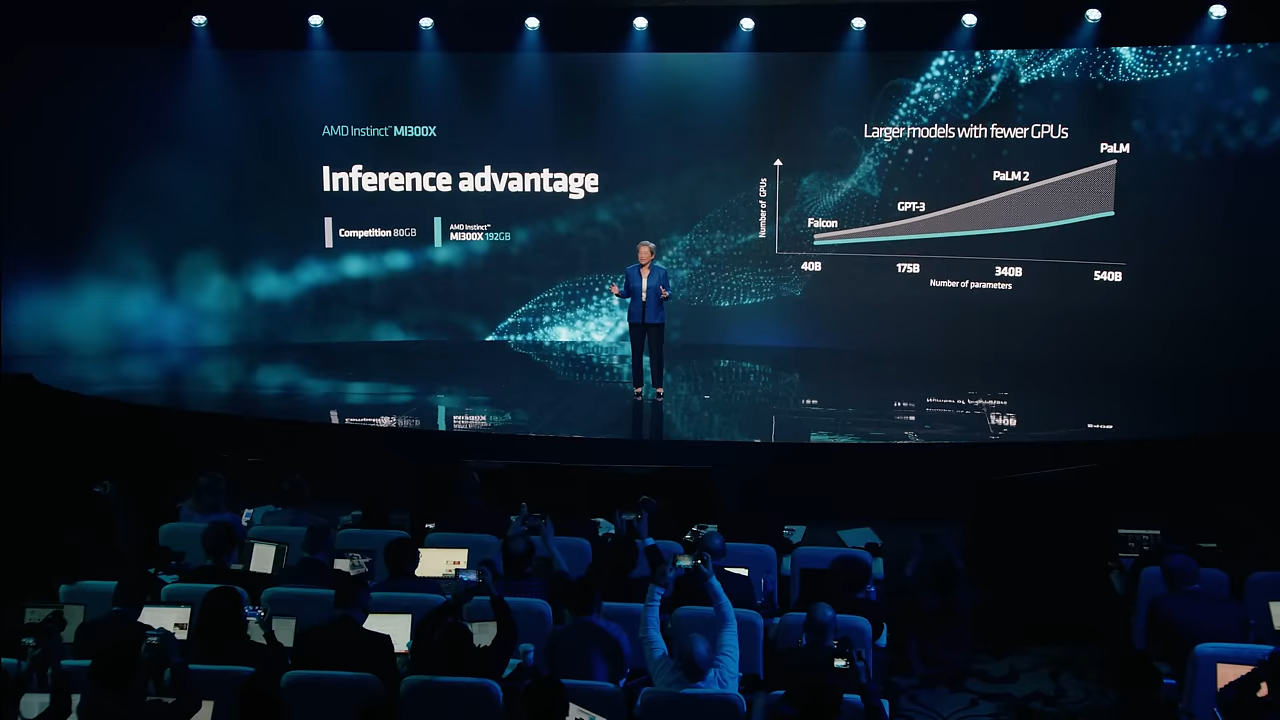 AMD Instinct™ MI300X
Inference advantage
Competition 80GB
AMD Instinct™
MI300X 192GB
Larger models with fewer GPUs
Number of GPUs
Falcon
GPT-3
PaLM 2
PaLM
40B
175B
340B
540B
Number of parameters